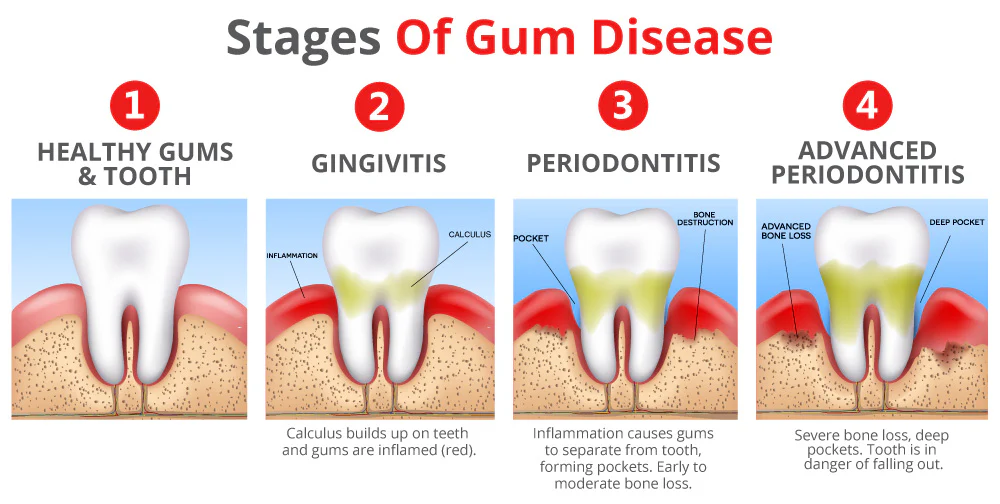 Stages Of Gum Disease
1
HEALTHY GUMS
& TOOTH
2
GINGIVITIS
INFLAMMATION
CALCULUS
Calculus builds up on teeth
and gums are inflamed (red).
3
PERIODONTITIS
POCKET
BONE
DESTRUCTION
Inflammation causes gums
to separate from tooth,
forming pockets. Early to
moderate bone loss.
4
ADVANCED
PERIODONTITIS
ADVANCED
BONE LOSS
DEEP POCKET
Severe bone loss, deep
pockets. Tooth is in
danger of falling out.